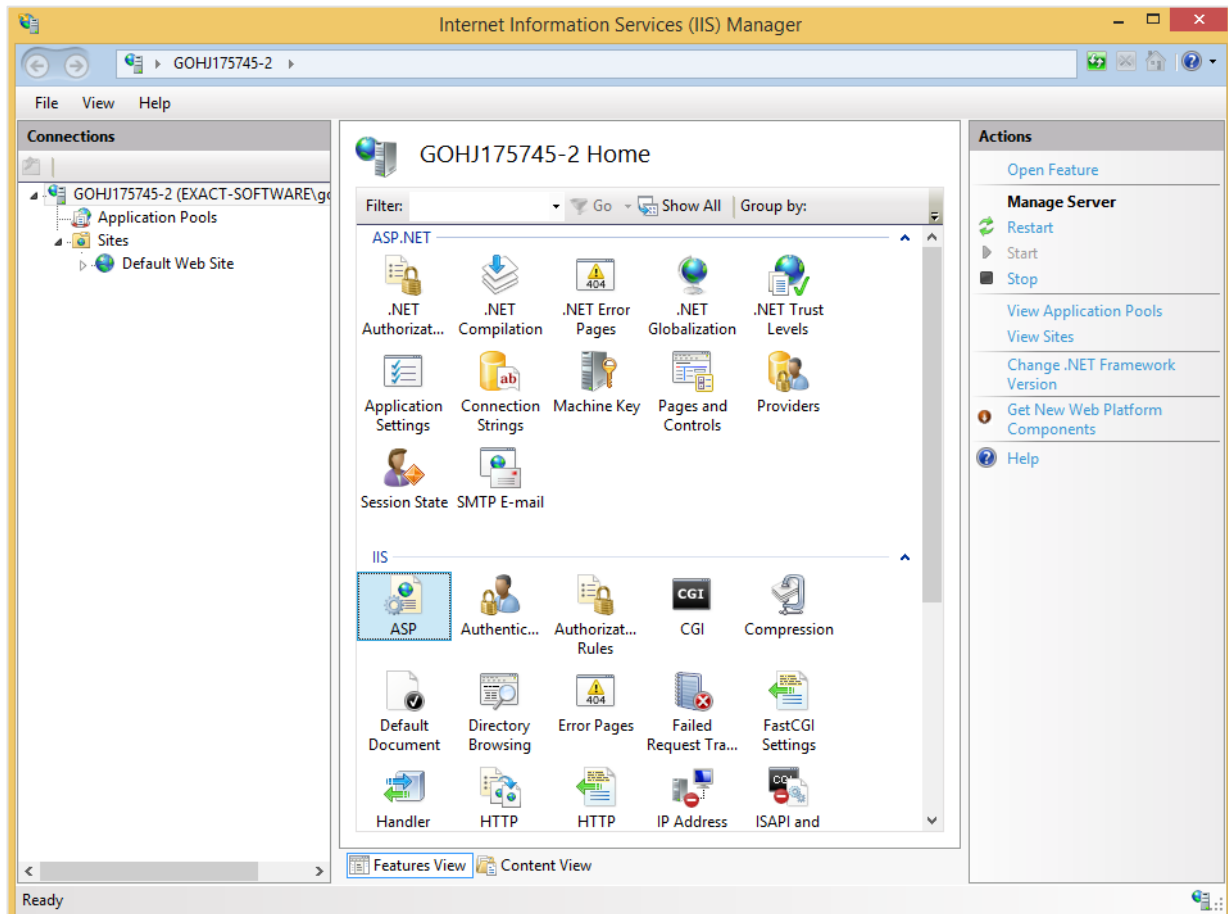 Internet Information Services (IIS) Manager
GOHJ175745-2
File View Help
Connections
GOHJ175745-2 (EXACT-SOFTWARE\go
Application Pools
Sites
Default Web Site
GOHJ175745-2 Home
Filter: Go Show All Group by:
ASP.NET
.NET Authorizat...
.NET Compilation
.NET Error Pages
.NET Globalization
.NET Trust Levels
Application Settings
Connection Strings
Machine Key
Pages and Controls
Providers
Session State
SMTP E-mail
IIS
ASP
Authentic...
Authorizat... Rules
CGI
Compression
Default Document
Directory Browsing
Error Pages
Failed Request Tra...
FastCGI Settings
Handler
HTTP
HTTP
IP Address
ISAPI and
Features View Content View
Actions
Open Feature
Manage Server
Restart
Start
Stop
View Application Pools
View Sites
Change .NET Framework
Version
Get New Web Platform
Components
Help
Ready